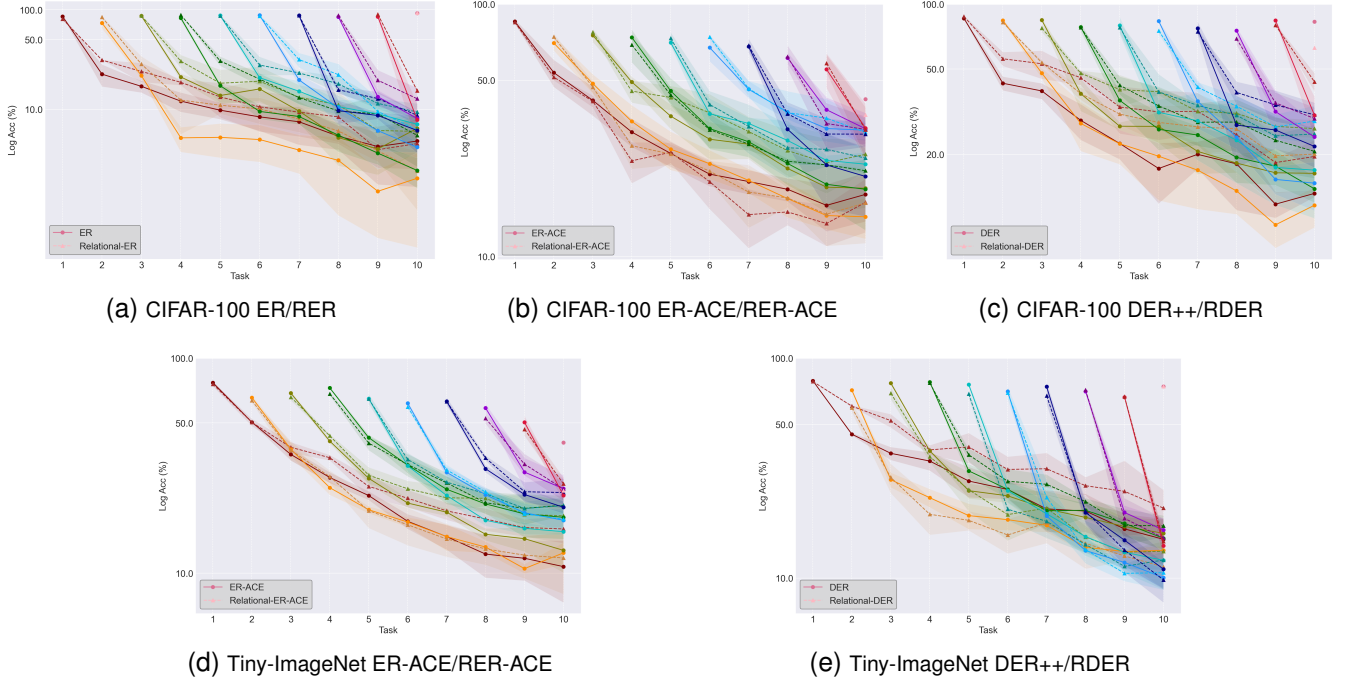 100.0
50.0
10.0
Log Acc (%)
ER
Relational-ER
1 2 3 4 5 6 7 8 9 10
Task
(a) CIFAR-100 ER/RER
100.0
50.0
10.0
Log Acc (%)
ER-ACE
Relational-ER-ACE
1 2 3 4 5 6 7 8 9 10
Task
(b) CIFAR-100 ER-ACE/RER-ACE
100.0
50.0
20.0
Log Acc (%)
DER
Relational-DER
1 2 3 4 5 6 7 8 9 10
Task
(c) CIFAR-100 DER++/RDER
100.0
50.0
10.0
Log Acc (%)
ER-ACE
Relational-ER-ACE
1 2 3 4 5 6 7 8 9 10
Task
(d) Tiny-ImageNet ER-ACE/RER-ACE
100.0
50.0
10.0
Log Acc (%)
DER
Relational-DER
1 2 3 4 5 6 7 8 9 10
Task
(e) Tiny-ImageNet DER++/RDER